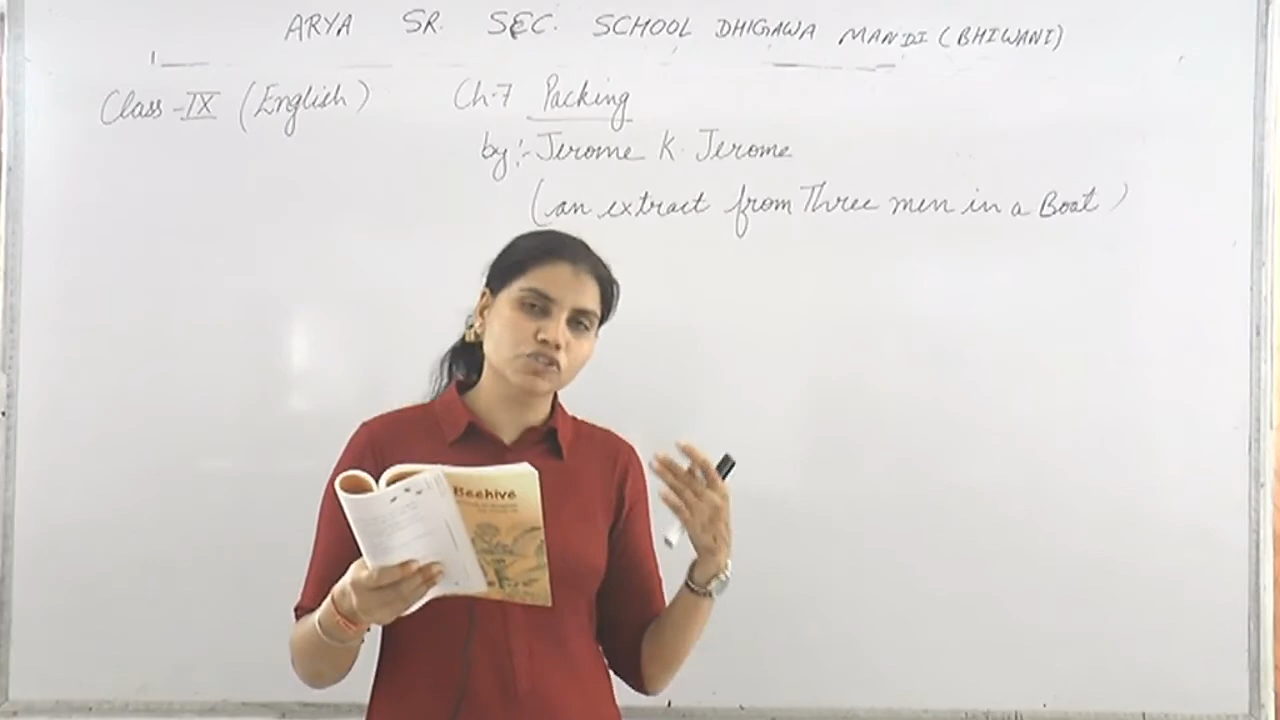 ARYA SR. SEC. SCHOOL DHIGAWA MANDI (BHIWANI)
Class - IX (English) Ch-7 Packing
by:- Jerome K. Jerome
(an extract from Three men in a Boat)
Beehive